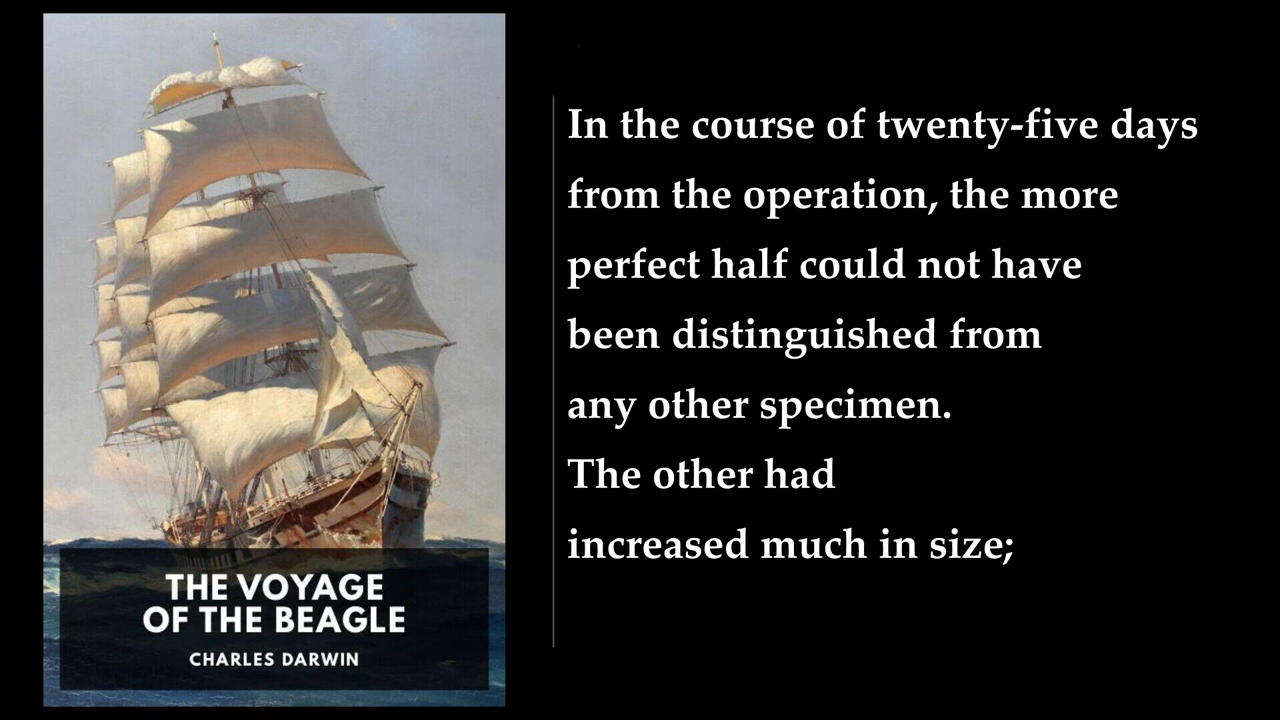 THE VOYAGE
OF THE BEAGLE
CHARLES DARWIN
In the course of twenty-five days
from the operation, the more
perfect half could not have
been distinguished from
any other specimen.
The other had
increased much in size;